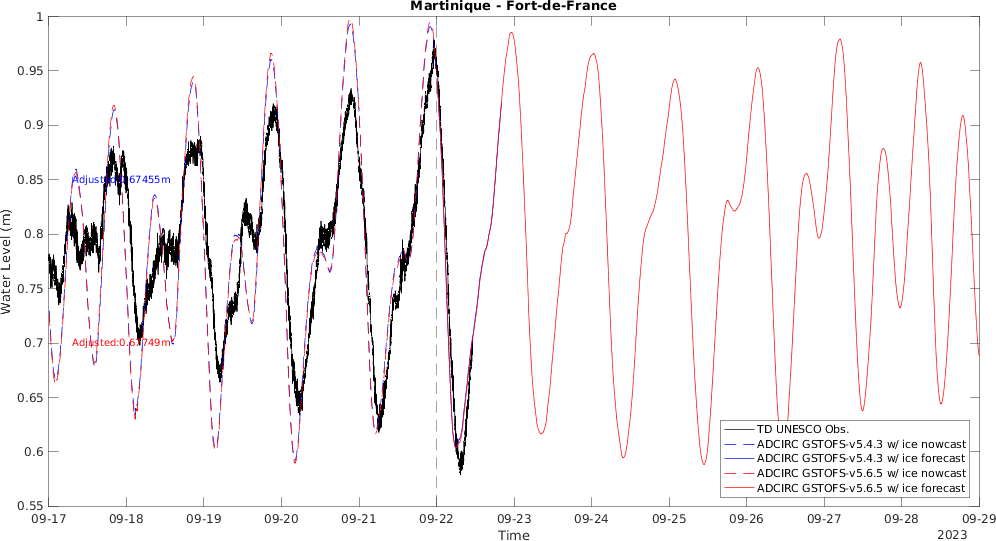 Martinique - Fort-de-France
Water Level (m)
1
0.95
0.9
0.85
0.8
0.75
0.7
0.65
0.6
0.55
Adjusted:0.67455m
Adjusted:0.67749m
TD UNESCO Obs.
ADCIRC GSTOFS-v5.4.3 w/ ice nowcast
ADCIRC GSTOFS-v5.4.3 w/ ice forecast
ADCIRC GSTOFS-v5.6.5 w/ ice nowcast
ADCIRC GSTOFS-v5.6.5 w/ ice forecast
09-17 09-18 09-19 09-20 09-21 09-22 09-23 09-24 09-25 09-26 09-27 09-28 09-29
Time
2023